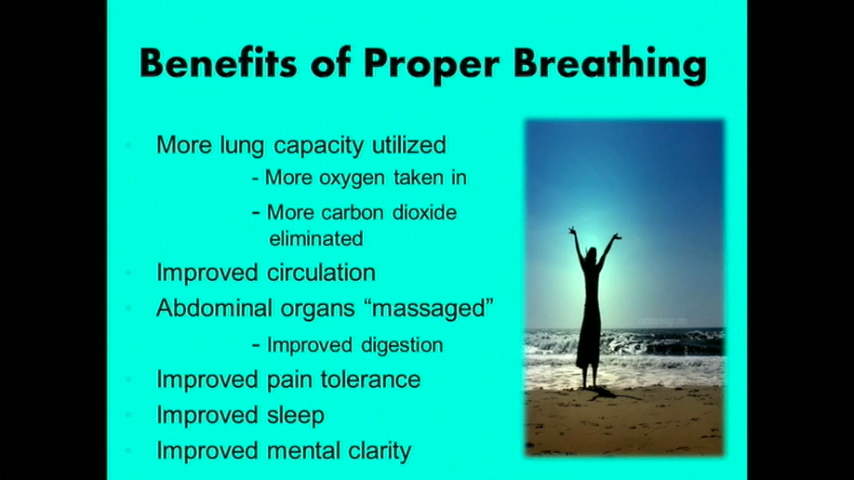 Benefits of Proper Breathing
More lung capacity utilized
- More oxygen taken in
- More carbon dioxide
eliminated
Improved circulation
Abdominal organs “massaged”
- Improved digestion
Improved pain tolerance
Improved sleep
Improved mental clarity